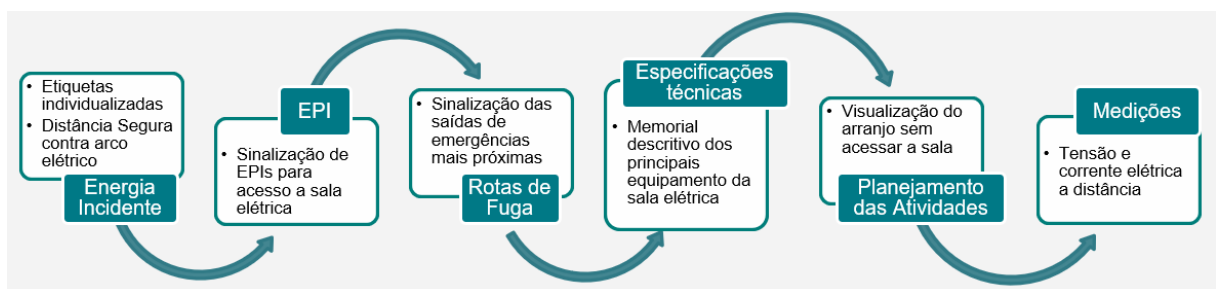 • Etiquetas
individualizadas
• Distância Segura
contra arco
elétrico
Energia
Incidente
EPI
• Sinalização de
EPIs para
acesso a sala
elétrica
• Sinalização das
saídas de
emergências
mais próximas
Rotas de
Fuga
Especificações
técnicas
• Memorial
descritivo dos
principais
equipamento da
sala elétrica
• Visualização do
arranjo sem
acessar a sala
Planejamento
das Atividades
Medições
• Tensão e
corrente elétrica
a distância